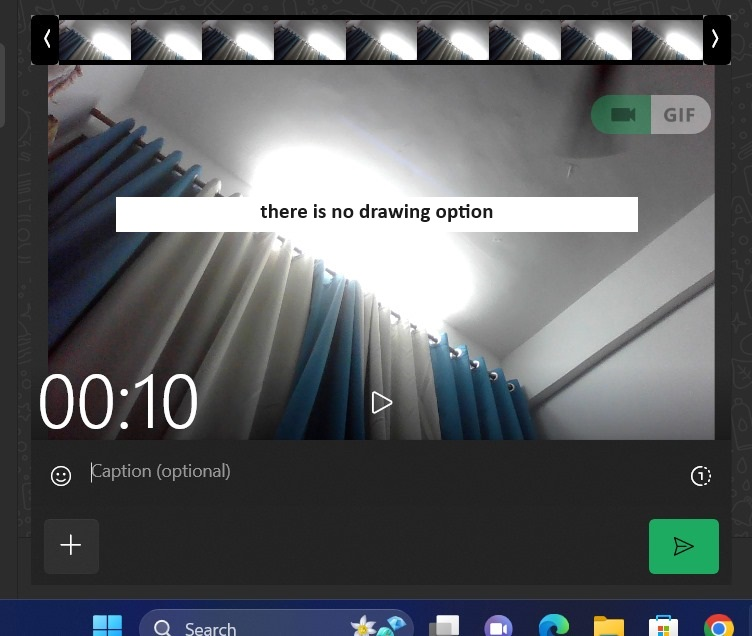 GIF
there is no drawing option
00:10
Caption (optional)
1
Search